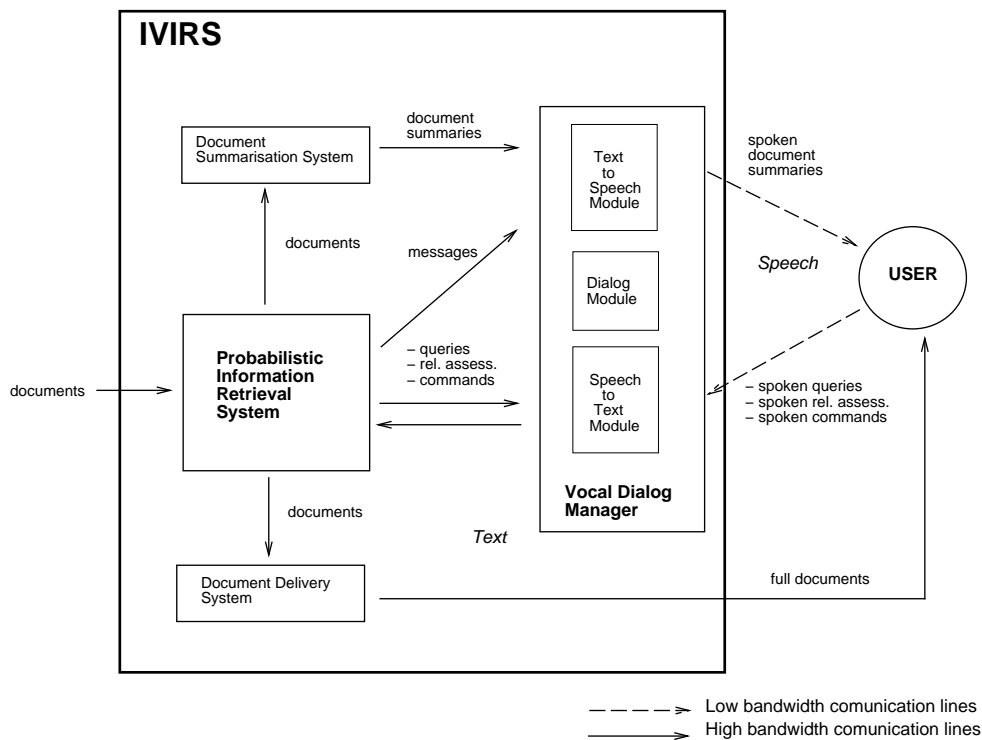 IVIRS
Document
Summarisation System
document
summaries
Text
to
Speech
Module
spoken
document
summaries
documents
messages
Speech
USER
Dialog
Module
Probabilistic
Information
Retrieval
System
documents
– queries
– rel. assess.
– commands
Speech
to
Text
Module
– spoken queries
– spoken rel. assess.
– spoken commands
Vocal Dialog
Manager
documents
Text
Document Delivery
System
full documents
Low bandwidth comunication lines
High bandwidth comunication lines